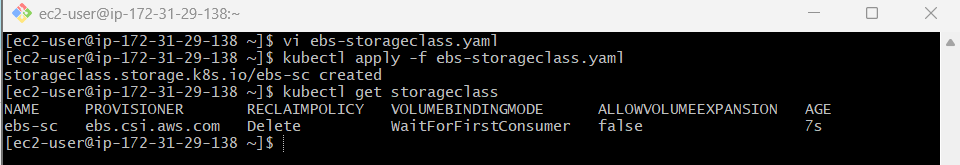 ec2-user@ip-172-31-29-138:~
[ec2-user@ip-172-31-29-138 ~]$ vi ebs-storageclass.yaml
[ec2-user@ip-172-31-29-138 ~]$ kubectl apply -f ebs-storageclass.yaml
storageclass.storage.k8s.io/ebs-sc created
[ec2-user@ip-172-31-29-138 ~]$ kubectl get storageclass
NAME     PROVISIONER       RECLAIMPOLICY   VOLUMEBINDINGMODE      ALLOWVOLUMEEXPANSION   AGE
ebs-sc   ebs.csi.aws.com   Delete          WaitForFirstConsumer   false                  7s
[ec2-user@ip-172-31-29-138 ~]$